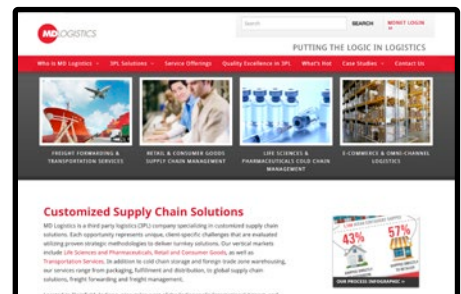 MD LOGISTICS
Search
SEARCH
MDNET LOGIN
PUTTING THE LOGIC IN LOGISTICS
Who Is MD Logistics
3PL Solutions
Service Offerings
Quality Excellence in 3PL
What's Hot
Case Studies
Contact Us
FREIGHT FORWARDING &
TRANSPORTATION SERVICES
RETAIL & CONSUMER GOODS
SUPPLY CHAIN MANAGEMENT
LIFE SCIENCES &
PHARMACEUTICALS COLD CHAIN
MANAGEMENT
E-COMMERCE & OMNI-CHANNEL
LOGISTICS
Customized Supply Chain Solutions
MD Logistics is a third party logistics (3PL) company specializing in customized supply chain
solutions. Each opportunity represents unique, client-specific challenges that are evaluated
utilizing proven strategic methodologies to deliver turnkey solutions. Our vertical markets
include Life Sciences and Pharmaceuticals, Retail and Consumer Goods, as well as
Transportation Services. In addition to cold chain storage and foreign trade zone warehousing,
our services range from packaging, fulfillment and distribution, to global supply chain
solutions, freight forwarding and freight management.
43%
57%
OUR PROCESS INFOGRAPHIC